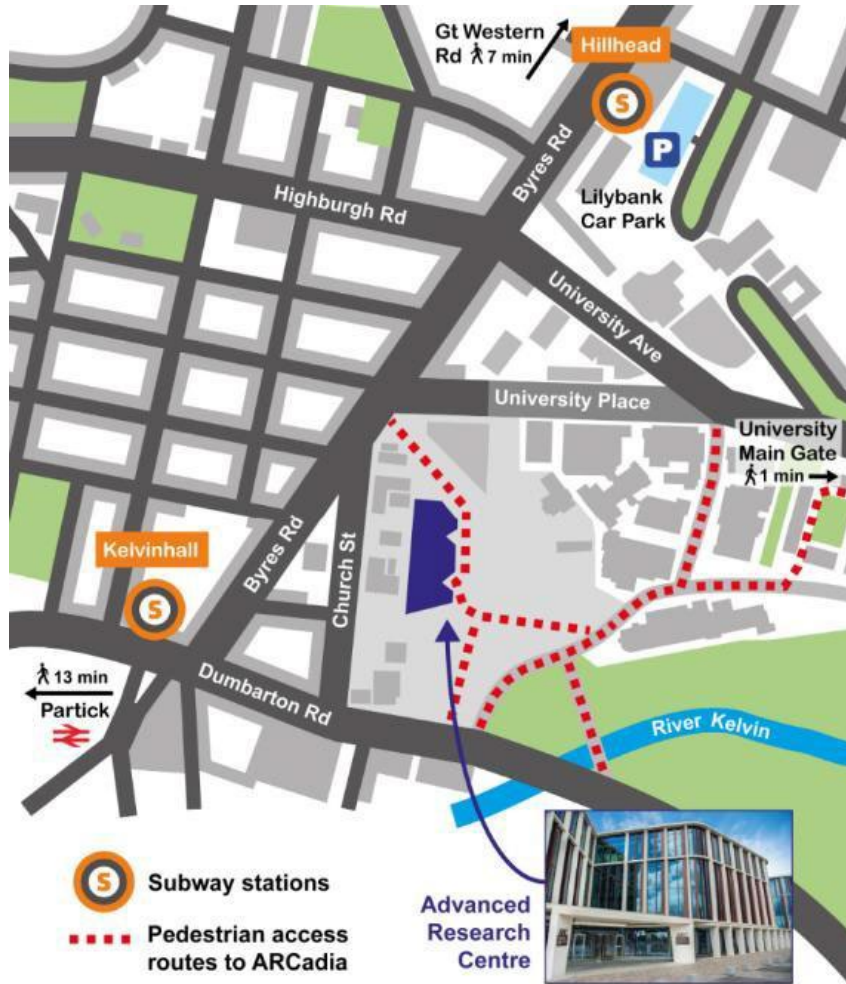 Gt Western
Rd 7 min
Hillhead
S
P
Lilybank
Car Park
Byres Rd
Highburgh Rd
University Ave
University Place
University
Main Gate
1 min
Kelvinhall
S
Byres Rd
Church St
13 min
Partick
Dumbarton Rd
River Kelvin
S
Subway stations
Pedestrian access
routes to ARCadia
Advanced
Research
Centre